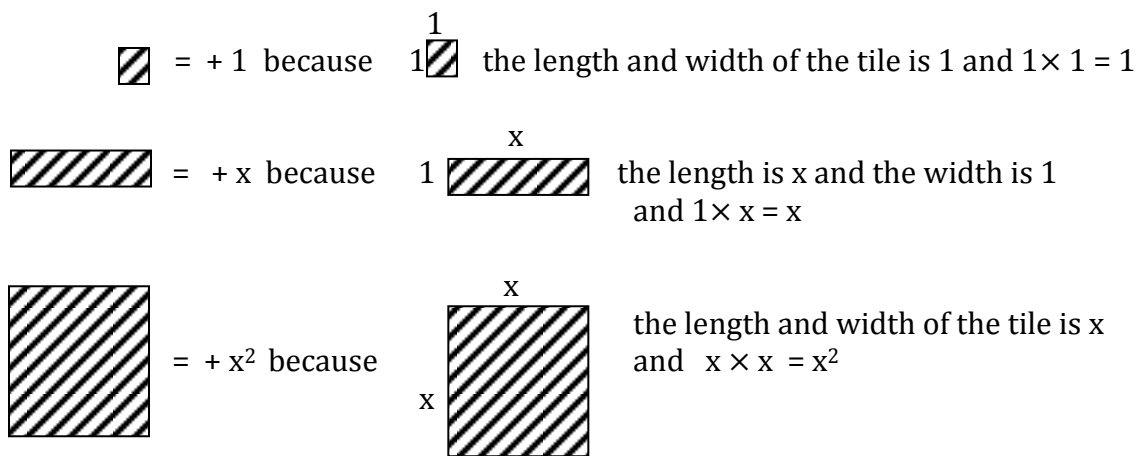 1
= + 1 because 1 the length and width of the tile is 1 and 1× 1 = 1
x
= + x because 1 the length is x and the width is 1
and 1× x = x
x
the length and width of the tile is x
= + x² because and x × x = x²
x